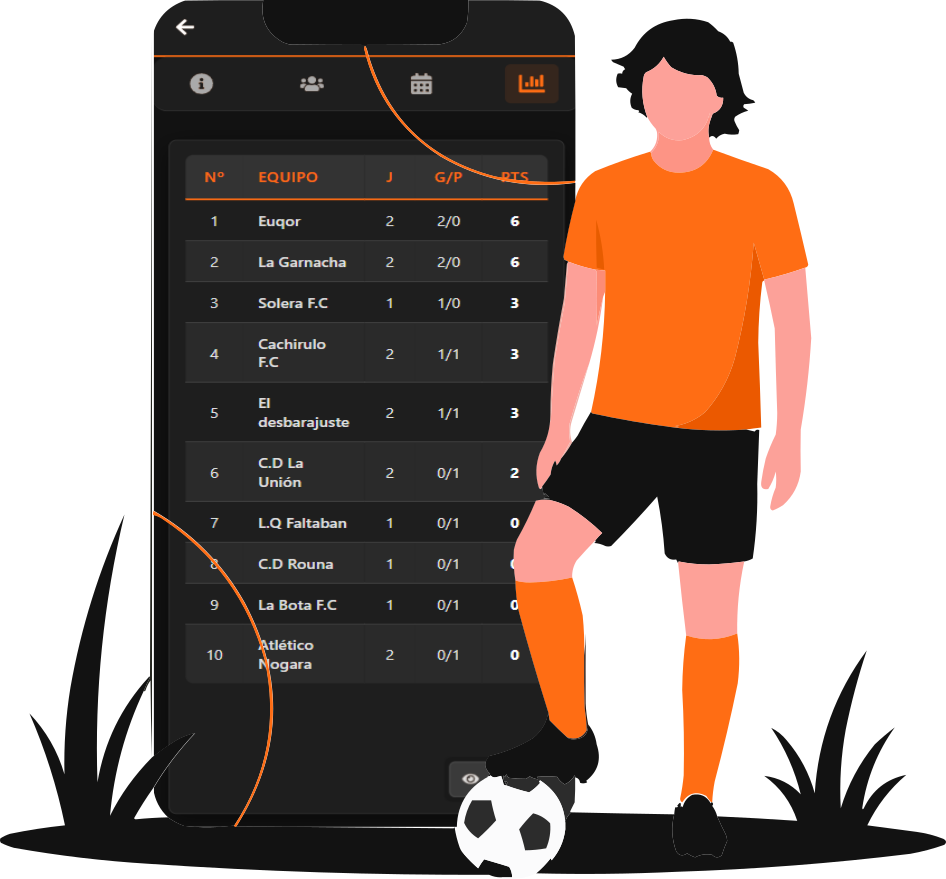 Nº EQUIPO J G/P PTS
1 Euqor 2 2/0 6
2 La Garnacha 2 2/0 6
3 Solera F.C 1 1/0 3
4 Cachirulo F.C 2 1/1 3
5 El desbarajuste 2 1/1 3
6 C.D La Unión 2 0/1 2
7 L.Q Faltaban 1 0/1 0
8 C.D Rouna 1 0/1
9 La Bota F.C 1 0/1 0
10 Atlético Nogara 2 0/1 0